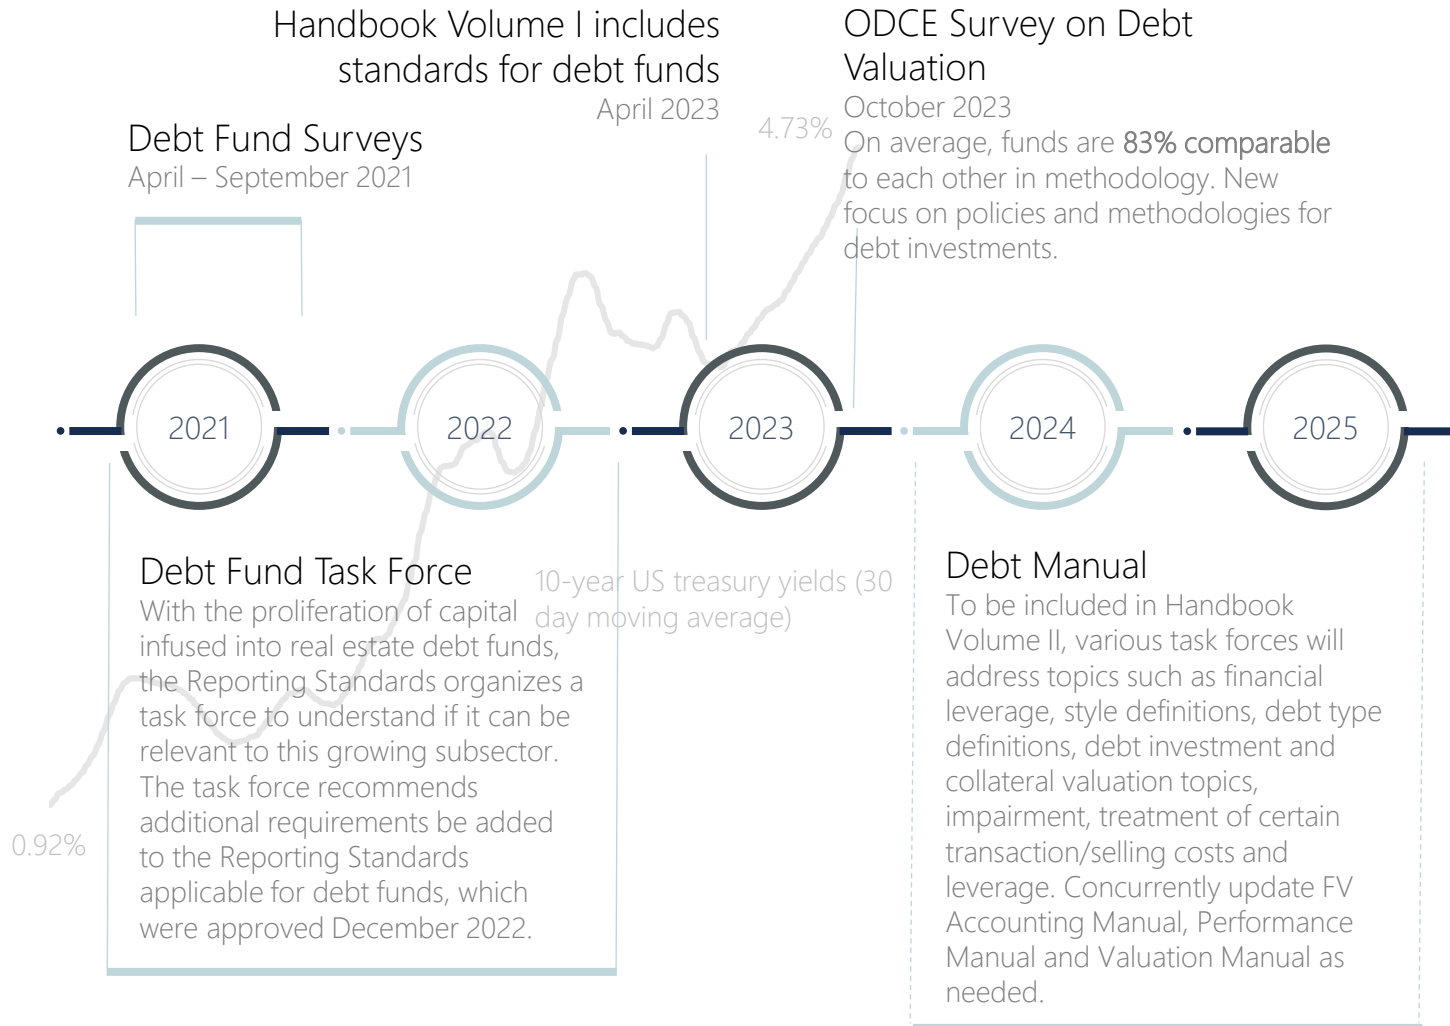 Handbook Volume I includes
standards for debt funds
April 2023
ODCE Survey on Debt
Valuation
October 2023
On average, funds are 83% comparable
to each other in methodology. New
focus on policies and methodologies for
debt investments.
Debt Fund Surveys
April – September 2021
4.73%
2021
2022
2023
2024
2025
Debt Fund Task Force
With the proliferation of capital
infused into real estate debt funds,
the Reporting Standards organizes a
task force to understand if it can be
relevant to this growing subsector.
The task force recommends
additional requirements be added
to the Reporting Standards
applicable for debt funds, which
were approved December 2022.
10-year US treasury yields (30
day moving average)
0.92%
Debt Manual
To be included in Handbook
Volume II, various task forces will
address topics such as financial
leverage, style definitions, debt type
definitions, debt investment and
collateral valuation topics,
impairment, treatment of certain
transaction/selling costs and
leverage. Concurrently update FV
Accounting Manual, Performance
Manual and Valuation Manual as
needed.